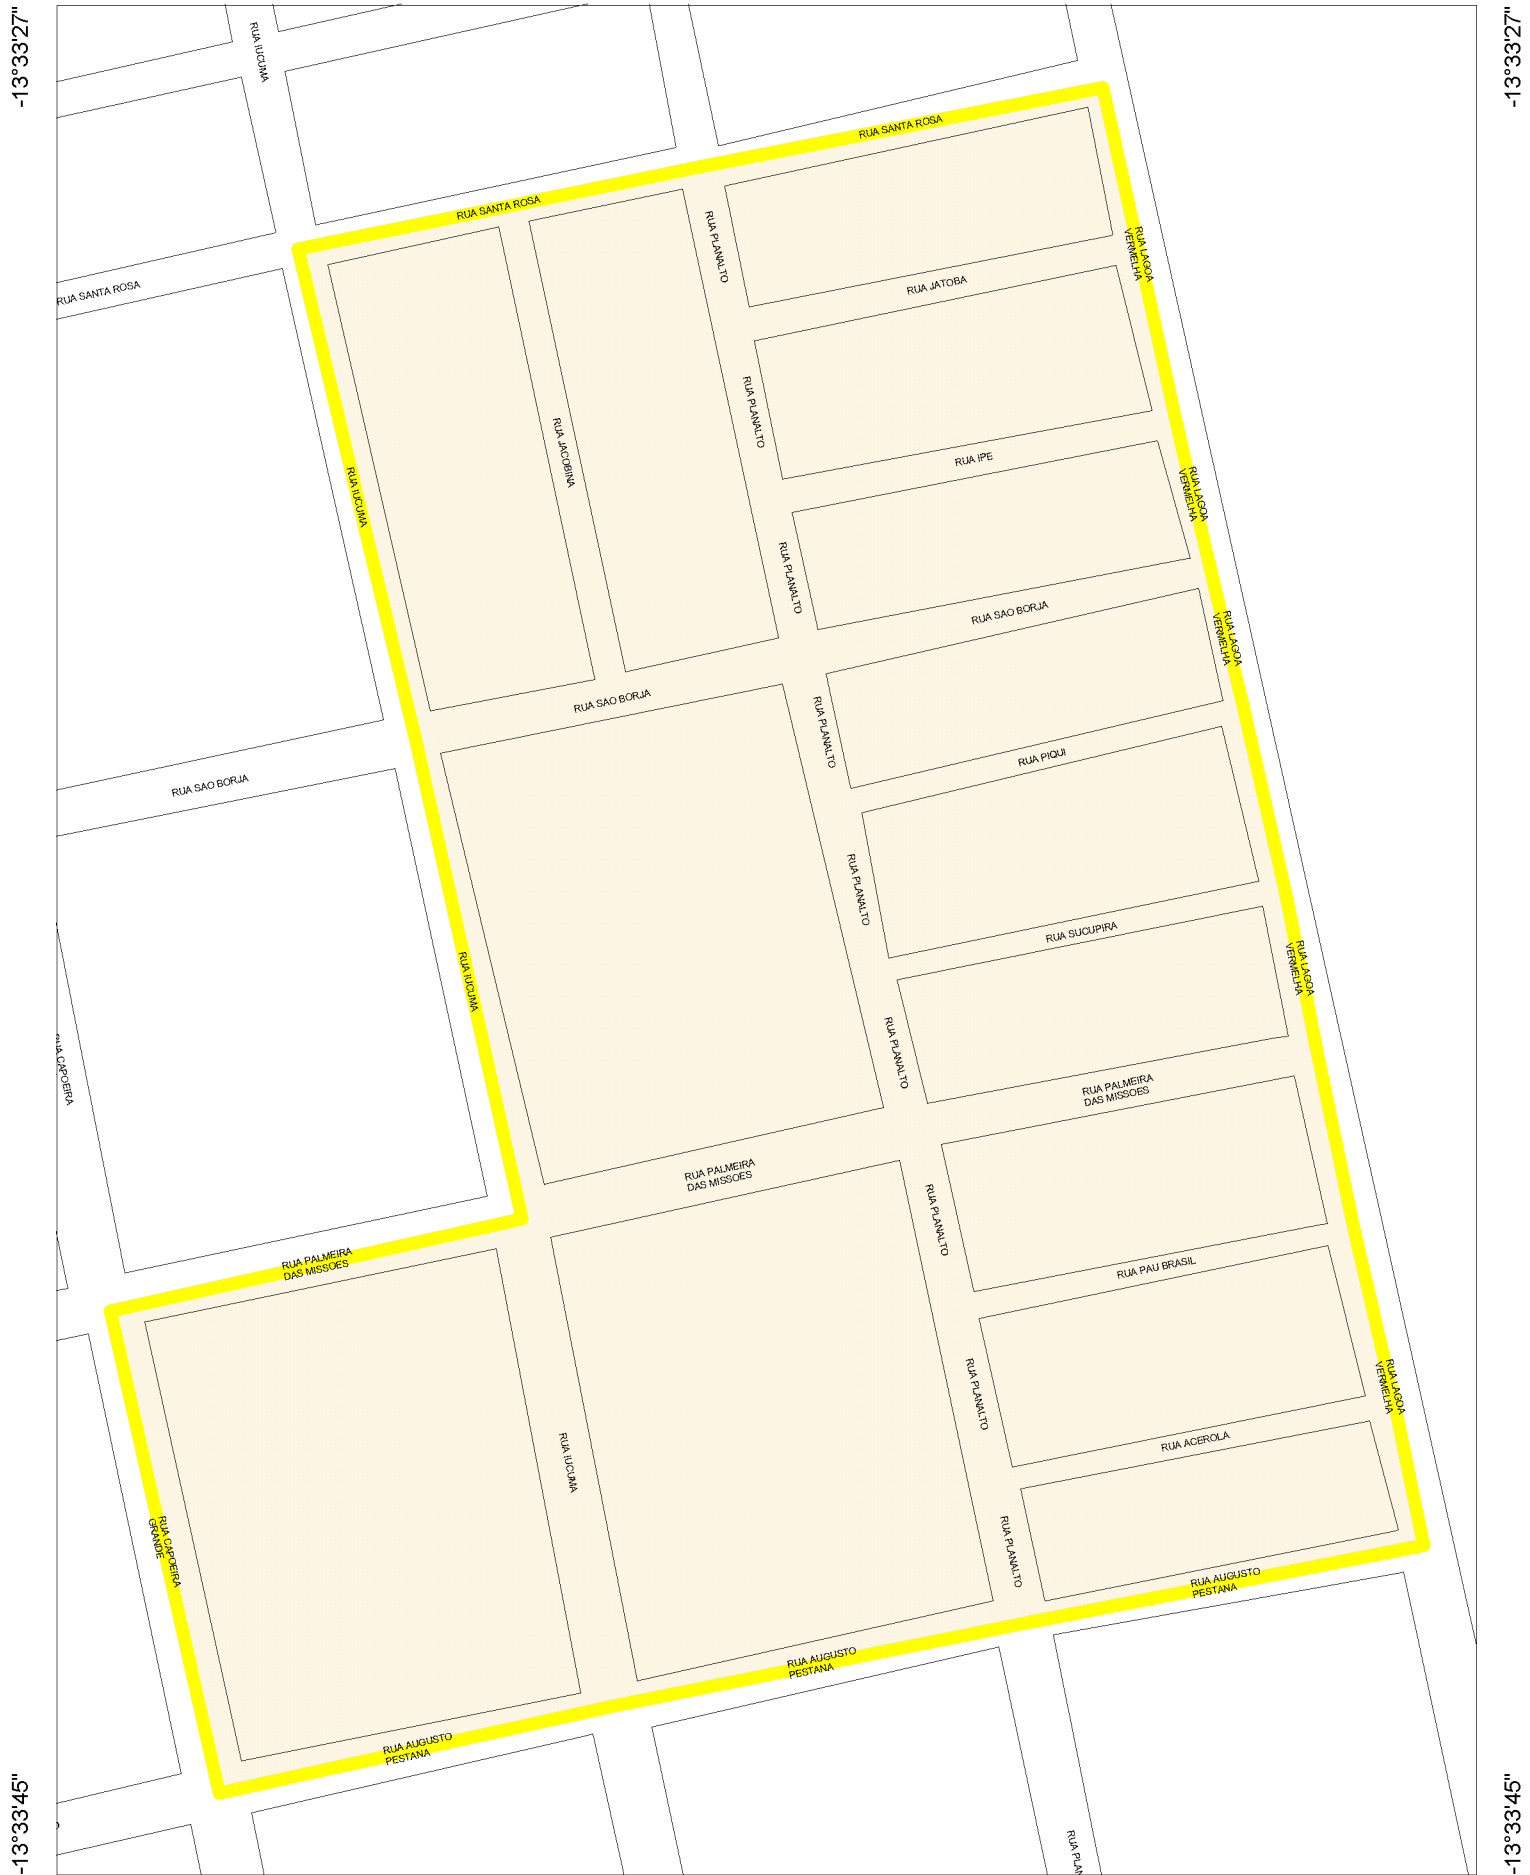 -13°33'27"
-13°33'27"
RUA IUCUMA
RUA SANTA ROSA
RUA SANTA ROSA
RUA SANTA ROSA
RUA PLANALTO
RUA LAGOA
VERMELHA
RUA JATOBA
RUA PLANALTO
RUA JACOBINA
RUA IPE
RUA IUCUMA
RUA LAGOA
VERMELHA
RUA PLANALTO
RUA SAO BORJA
RUA LAGOA
VERMELHA
RUA SAO BORJA
RUA PLANALTO
RUA PIQUI
RUA SAO BORJA
RUA PLANALTO
RUA SUCUPIRA
RUA LAGOA
VERMELHA
RUA IUCUMA
RUA PLANALTO
RUA CAPOEIRA
RUA PALMEIRA
DAS MISSOES
RUA PALMEIRA
DAS MISSOES
RUA PLANALTO
RUA PALMEIRA
DAS MISSOES
RUA PAU BRASIL
RUA PLANALTO
RUA LAGOA
VERMELHA
RUA ACEROLA
RUA IUCUMA
RUA CAPOEIRA
GRANDE
RUA PLANALTO
RUA AUGUSTO
PESTANA
RUA AUGUSTO
PESTANA
RUA AUGUSTO
PESTANA
RUA PLAN
-13°33'45"
-13°33'45"